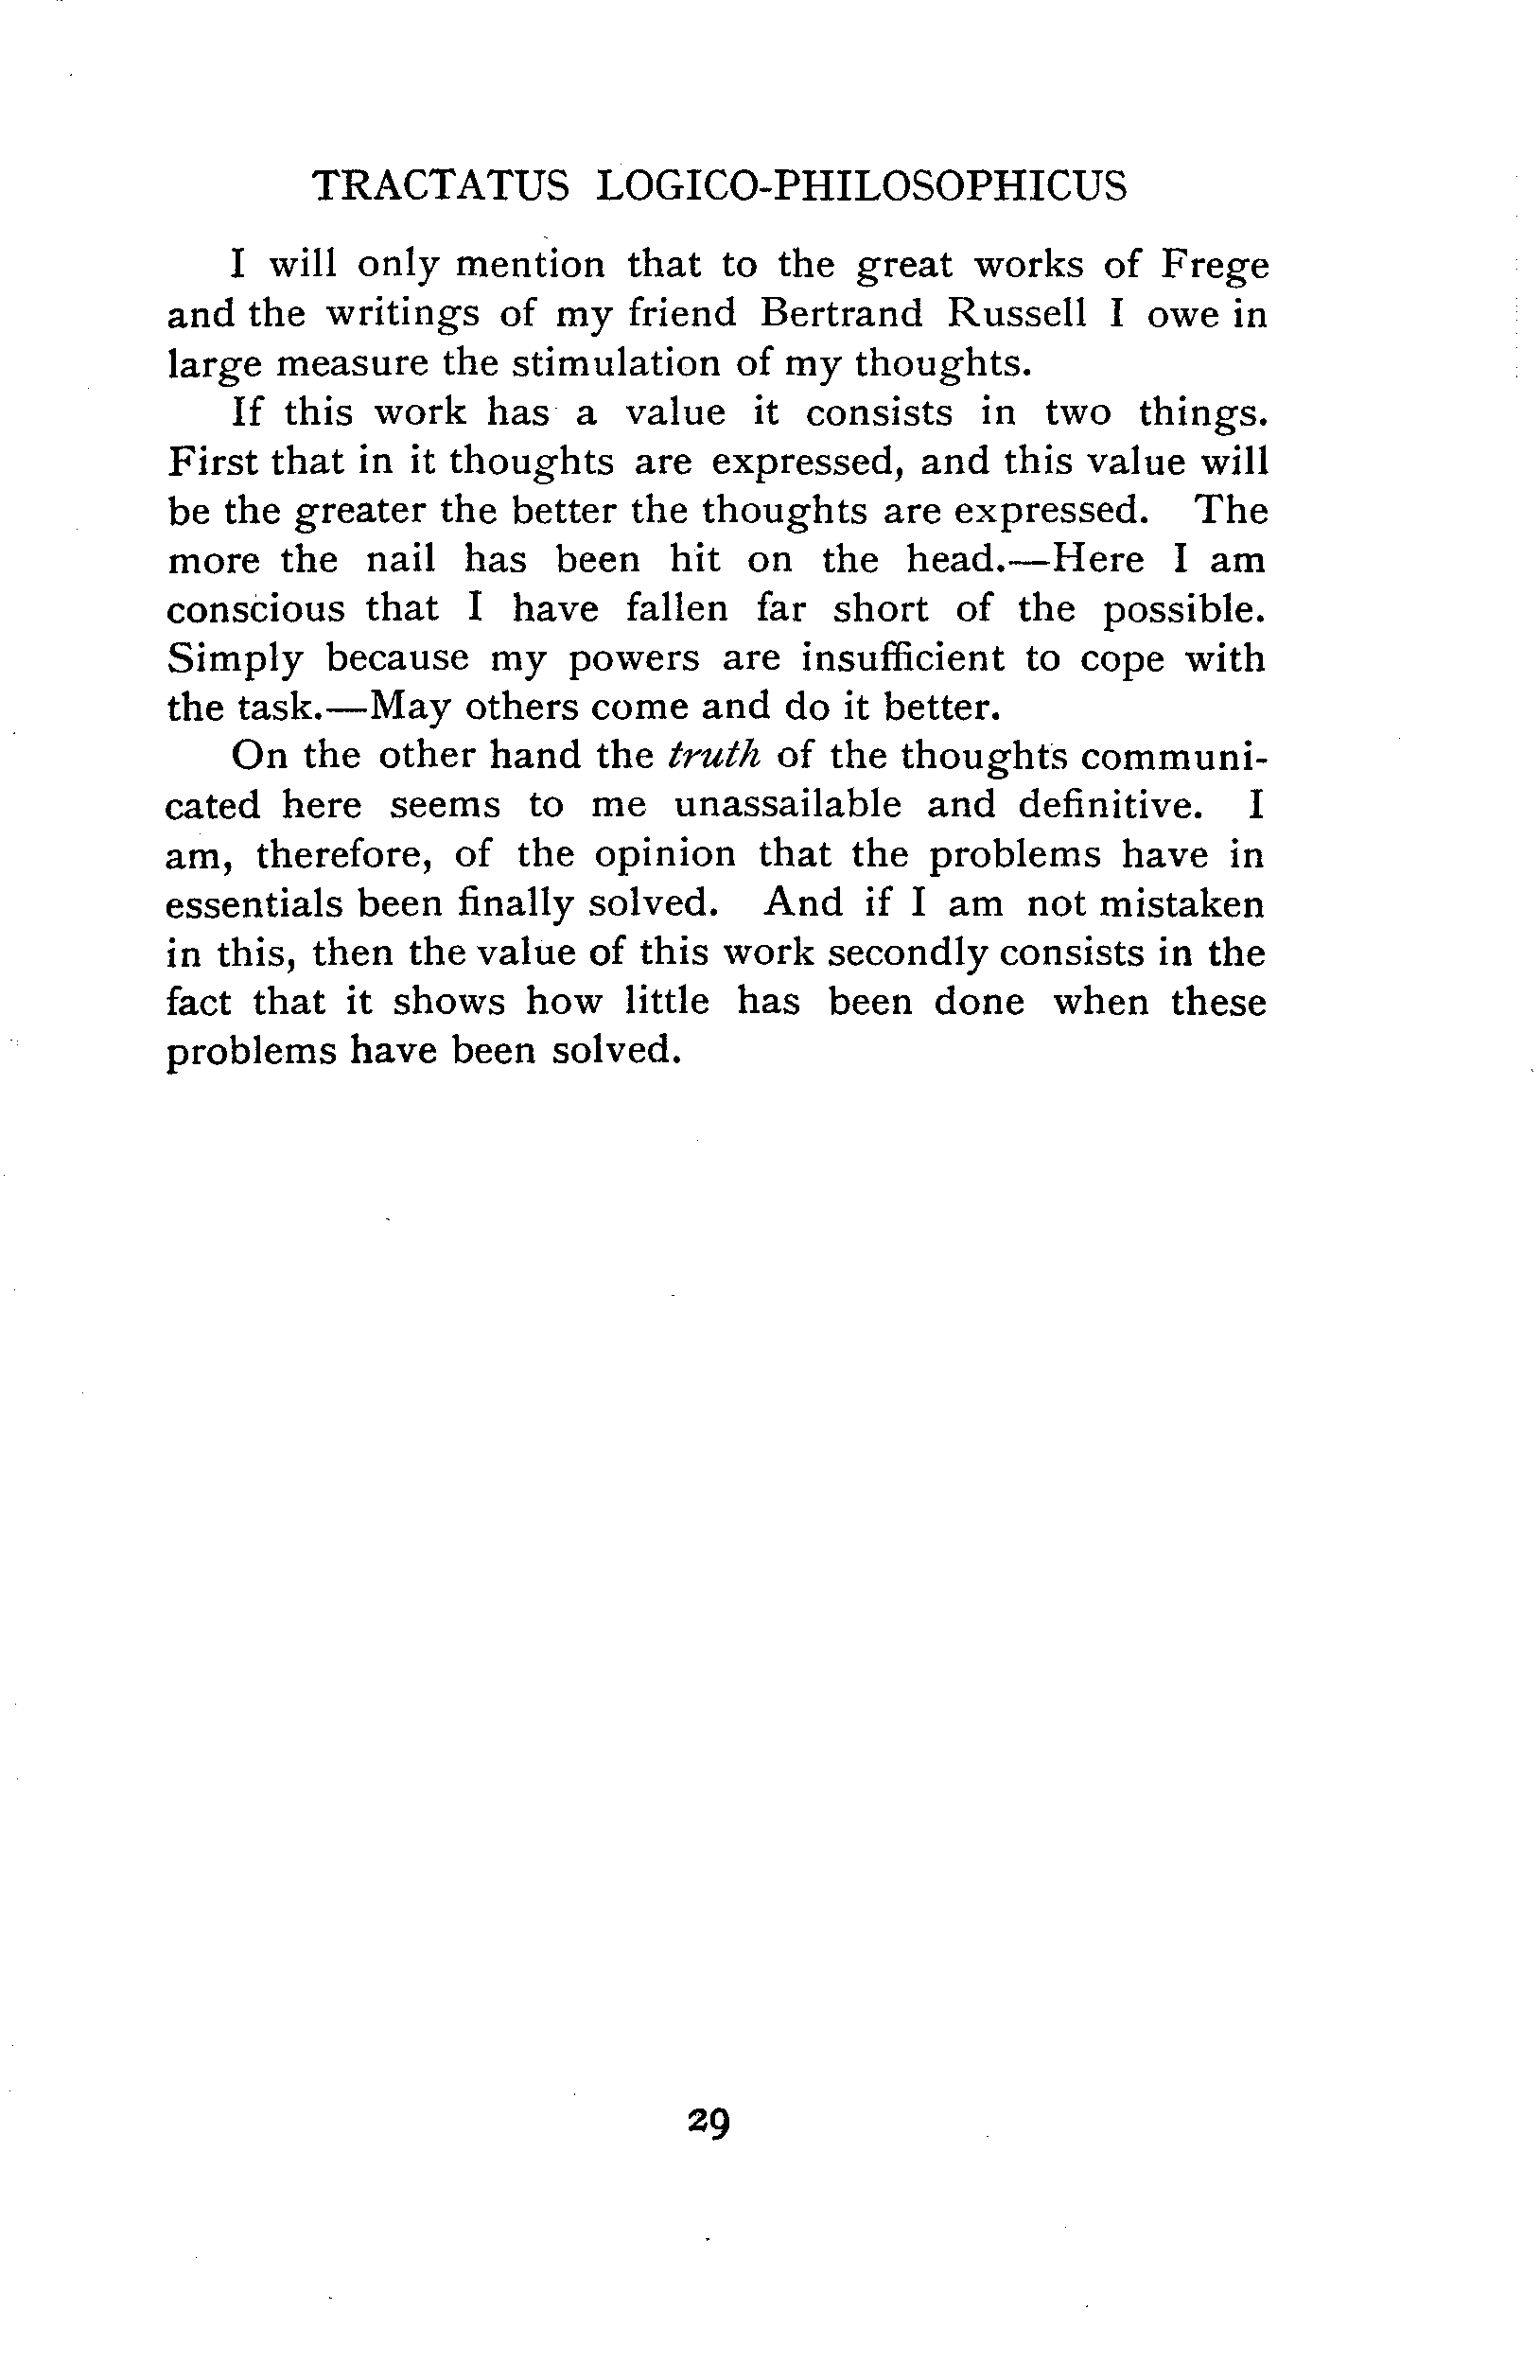 TRACTATUS LOGICO-PHILOSOPHICUS
I will only mention that to the great works of Frege
and the writings of my friend Bertrand Russell I owe in
large measure the stimulation of my thoughts.
If this work has a value it consists in two things.
First that in it thoughts are expressed, and this value will
be the greater the better the thoughts are expressed. The
more the nail has been hit on the head.—Here I am
conscious that I have fallen far short of the possible.
Simply because my powers are insufficient to cope with
the task.—May others come and do it better.
On the other hand the truth of the thoughts communi-
cated here seems to me unassailable and definitive. I
am, therefore, of the opinion that the problems have in
essentials been finally solved. And if I am not mistaken
in this, then the value of this work secondly consists in the
fact that it shows how little has been done when these
problems have been solved.
29